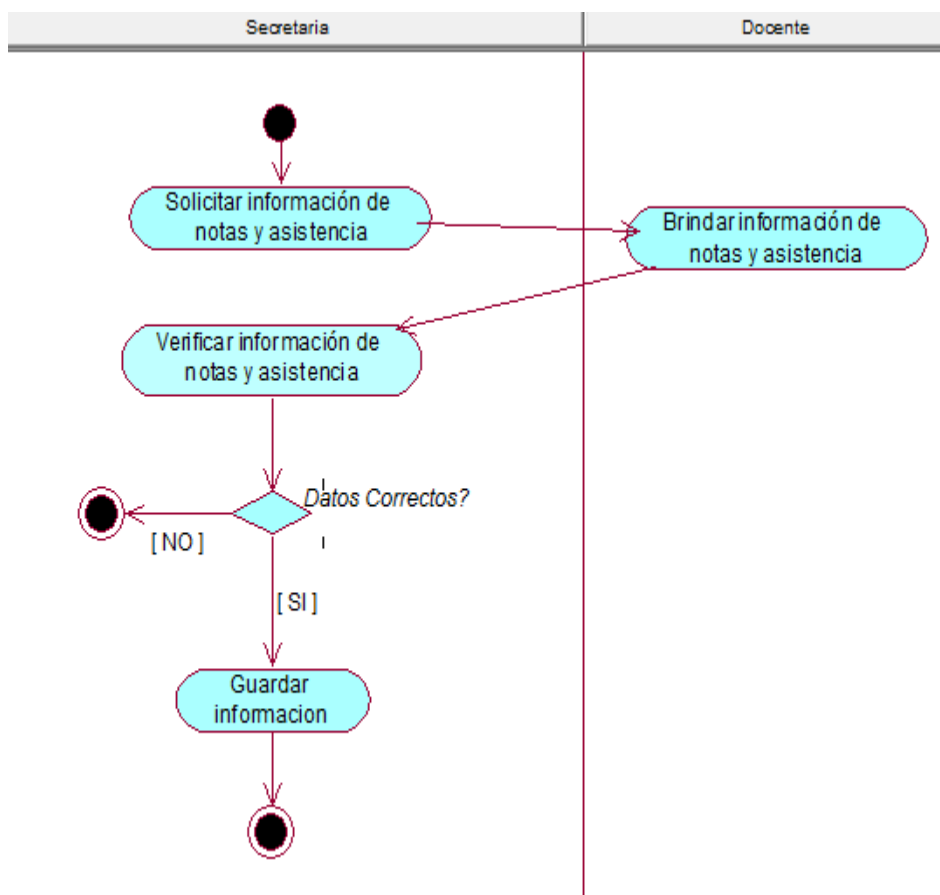 Secretaria
Docente
Solicitar información de
notas y asistencia
Brindar información de
notas y asistencia
Verificar información de
notas y asistencia
Datos Correctos?
[ NO ]
[ SI ]
Guardar
informacion